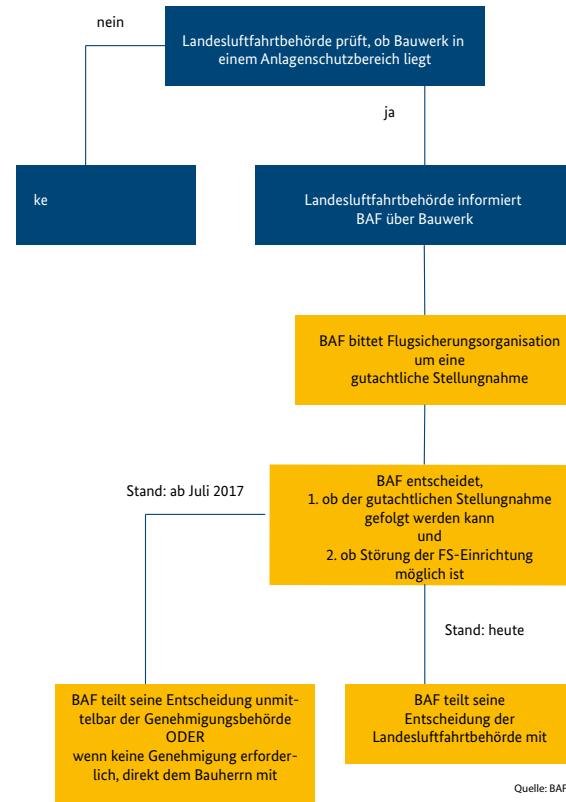 nein
Landesluftfahrtbehörde prüft, ob Bauwerk in
einem Anlagenschutzbereich liegt
ja
ke
Landesluftfahrtbehörde informiert
BAF über Bauwerk
BAF bittet Flugsicherungsorganisation
um eine
gutachtliche Stellungnahme
Stand: ab Juli 2017
BAF entscheidet,
1. ob der gutachtlichen Stellungnahme
gefolgt werden kann
und
2. ob Störung der FS-Einrichtung
möglich ist
Stand: heute
BAF teilt seine Entscheidung unmit-
telbar der Genehmigungsbehörde
ODER
wenn keine Genehmigung erforder-
lich, direkt dem Bauherrn mit
BAF teilt seine
Entscheidung der
Landesluftfahrtbehörde mit
Quelle: BAF